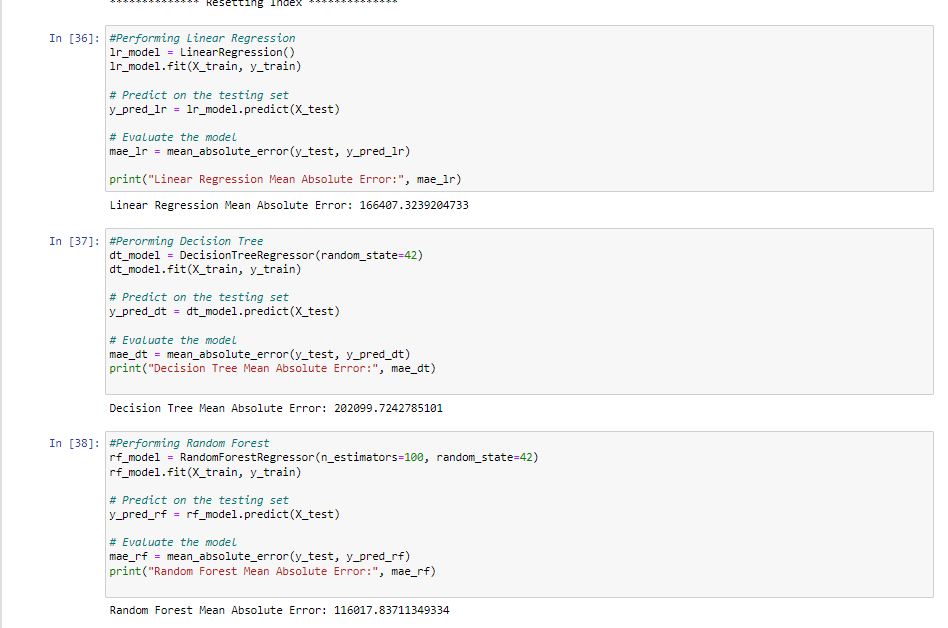 ************** Resetting Index **************
In [36]: #Performing Linear Regression
lr_model = LinearRegression()
lr_model.fit(X_train, y_train)
# Predict on the testing set
y_pred_lr = lr_model.predict(X_test)
# Evaluate the model
mae_lr = mean_absolute_error(y_test, y_pred_lr)
print("Linear Regression Mean Absolute Error:", mae_lr)
Linear Regression Mean Absolute Error: 166407.3239204733
In [37]: #Perorming Decision Tree
dt_model = DecisionTreeRegressor(random_state=42)
dt_model.fit(X_train, y_train)
# Predict on the testing set
y_pred_dt = dt_model.predict(X_test)
# Evaluate the model
mae_dt = mean_absolute_error(y_test, y_pred_dt)
print("Decision Tree Mean Absolute Error:", mae_dt)
Decision Tree Mean Absolute Error: 202099.7242785101
In [38]: #Performing Random Forest
rf_model = RandomForestRegressor(n_estimators=100, random_state=42)
rf_model.fit(X_train, y_train)
# Predict on the testing set
y_pred_rf = rf_model.predict(X_test)
# Evaluate the model
mae_rf = mean_absolute_error(y_test, y_pred_rf)
print("Random Forest Mean Absolute Error:", mae_rf)
Random Forest Mean Absolute Error: 116017.83711349334